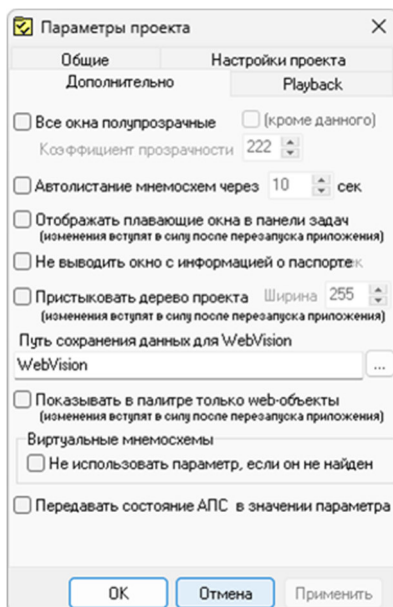 Параметры проекта
Общие Настройки проекта
Дополнительно Playback
Все окна полупрозрачные (кроме данного)
Коэффициент прозрачности 222
Автолистание мнемосхем через 10 сек
Отображать плавающие окна в панели задач
(изменения вступят в силу после перезапуска приложения)
Не выводить окно с информацией о паспорте
Пристыковать дерево проекта Ширина 255
(изменения вступят в силу после перезапуска приложения)
Путь сохранения данных для WebVision
WebVision ...
Показывать в палитре только web-объекты
(изменения вступят в силу после перезапуска приложения)
Виртуальные мнемосхемы
Не использовать параметр, если он не найден
Передавать состояние АПС в значении параметра
OK Отмена Применить